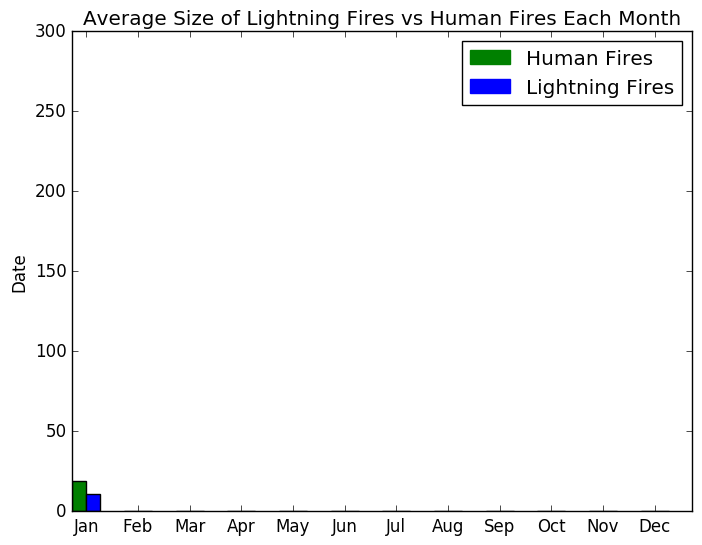 Average Size of Lightning Fires vs Human Fires Each Month
300
250
200
150
100
50
0
Date
Human Fires
Lightning Fires
Jan Feb Mar Apr May Jun Jul Aug Sep Oct Nov Dec